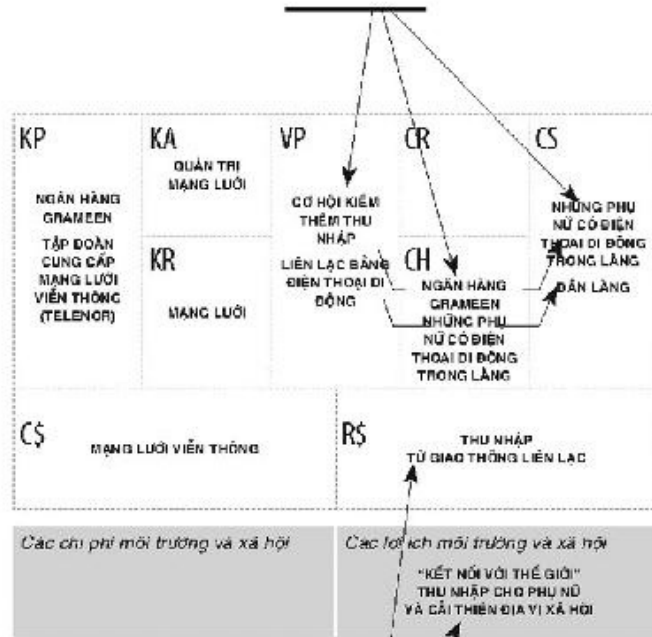 KP
NGÂN HÀNG
GRAMEEN
TẬP ĐOÀN
CUNG CẤP
MẠNG LƯỚI
VIỄN THÔNG
(TELENOR)
KA
QUẢN TRỊ
MẠNG LƯỚI
KR
MẠNG LƯỚI
VP
CƠ HỘI KIẾM
THÊM THU
NHẬP
LIÊN LẠC BẰNG
ĐIỆN THOẠI DI
ĐỘNG
CR
CH
NGÂN HÀNG
GRAMEEN
NHỮNG PHỤ
NỮ CÓ ĐIỆN
THOẠI DI ĐỘNG
TRONG LÀNG
CS
NHỮNG PHỤ
NỮ CÓ ĐIỆN
THOẠI DI ĐỘNG
TRONG LÀNG
DÂN LÀNG
C$
MẠNG LƯỚI VIỄN THÔNG
R$
THU NHẬP
TỪ GIAO THÔNG LIÊN LẠC
Các chi phí môi trường và xã hội
Các lợi ích môi trường và xã hội
"KẾT NỐI VỚI THẾ GIỚI"
THU NHẬP CHO PHỤ NỮ
VÀ CẢI THIỆN ĐỊA VỊ XÃ HỘI